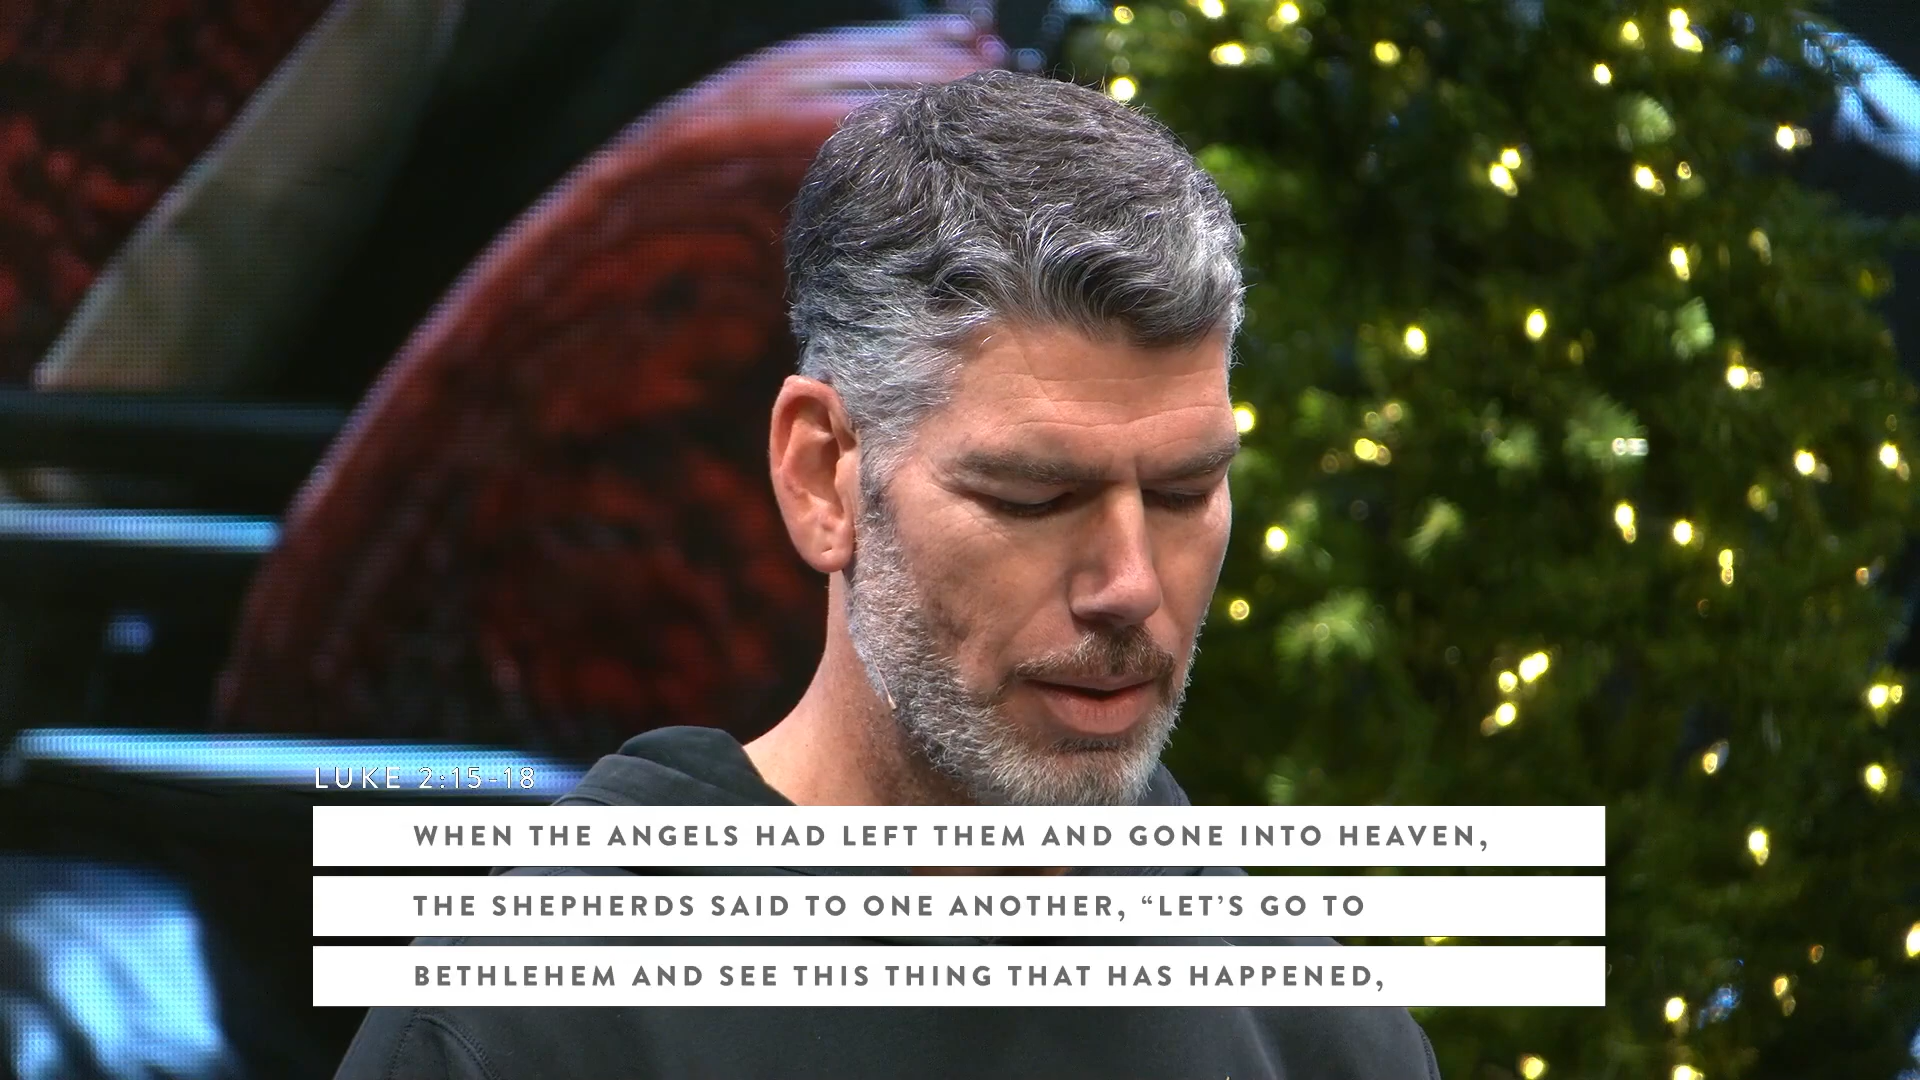 LUKE 2:15-18
WHEN THE ANGELS HAD LEFT THEM AND GONE INTO HEAVEN,
THE SHEPHERDS SAID TO ONE ANOTHER, “LET’S GO TO
BETHLEHEM AND SEE THIS THING THAT HAS HAPPENED,